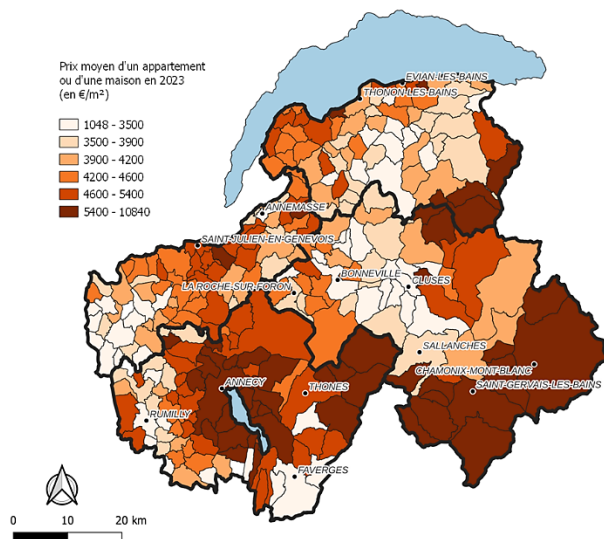 Prix moyen d'un appartement
ou d'une maison en 2023
(en €/m²)
1048 - 3500
3500 - 3900
3900 - 4200
4200 - 4600
4600 - 5400
5400 - 10840
EVIAN-LES-BAINS
THONON-LES-BAINS
ANNEMASSE
SAINT-JULIEN-EN-GENEVOIS
BONNEVILLE
LA ROCHE-SUR-FORON
CLUSES
SALLANCHES
CHAMONIX-MONT-BLANC
SAINT-GERVAIS-LES-BAINS
ANNECY
THONES
RUMILLY
FAVERGES
0 10 20 km